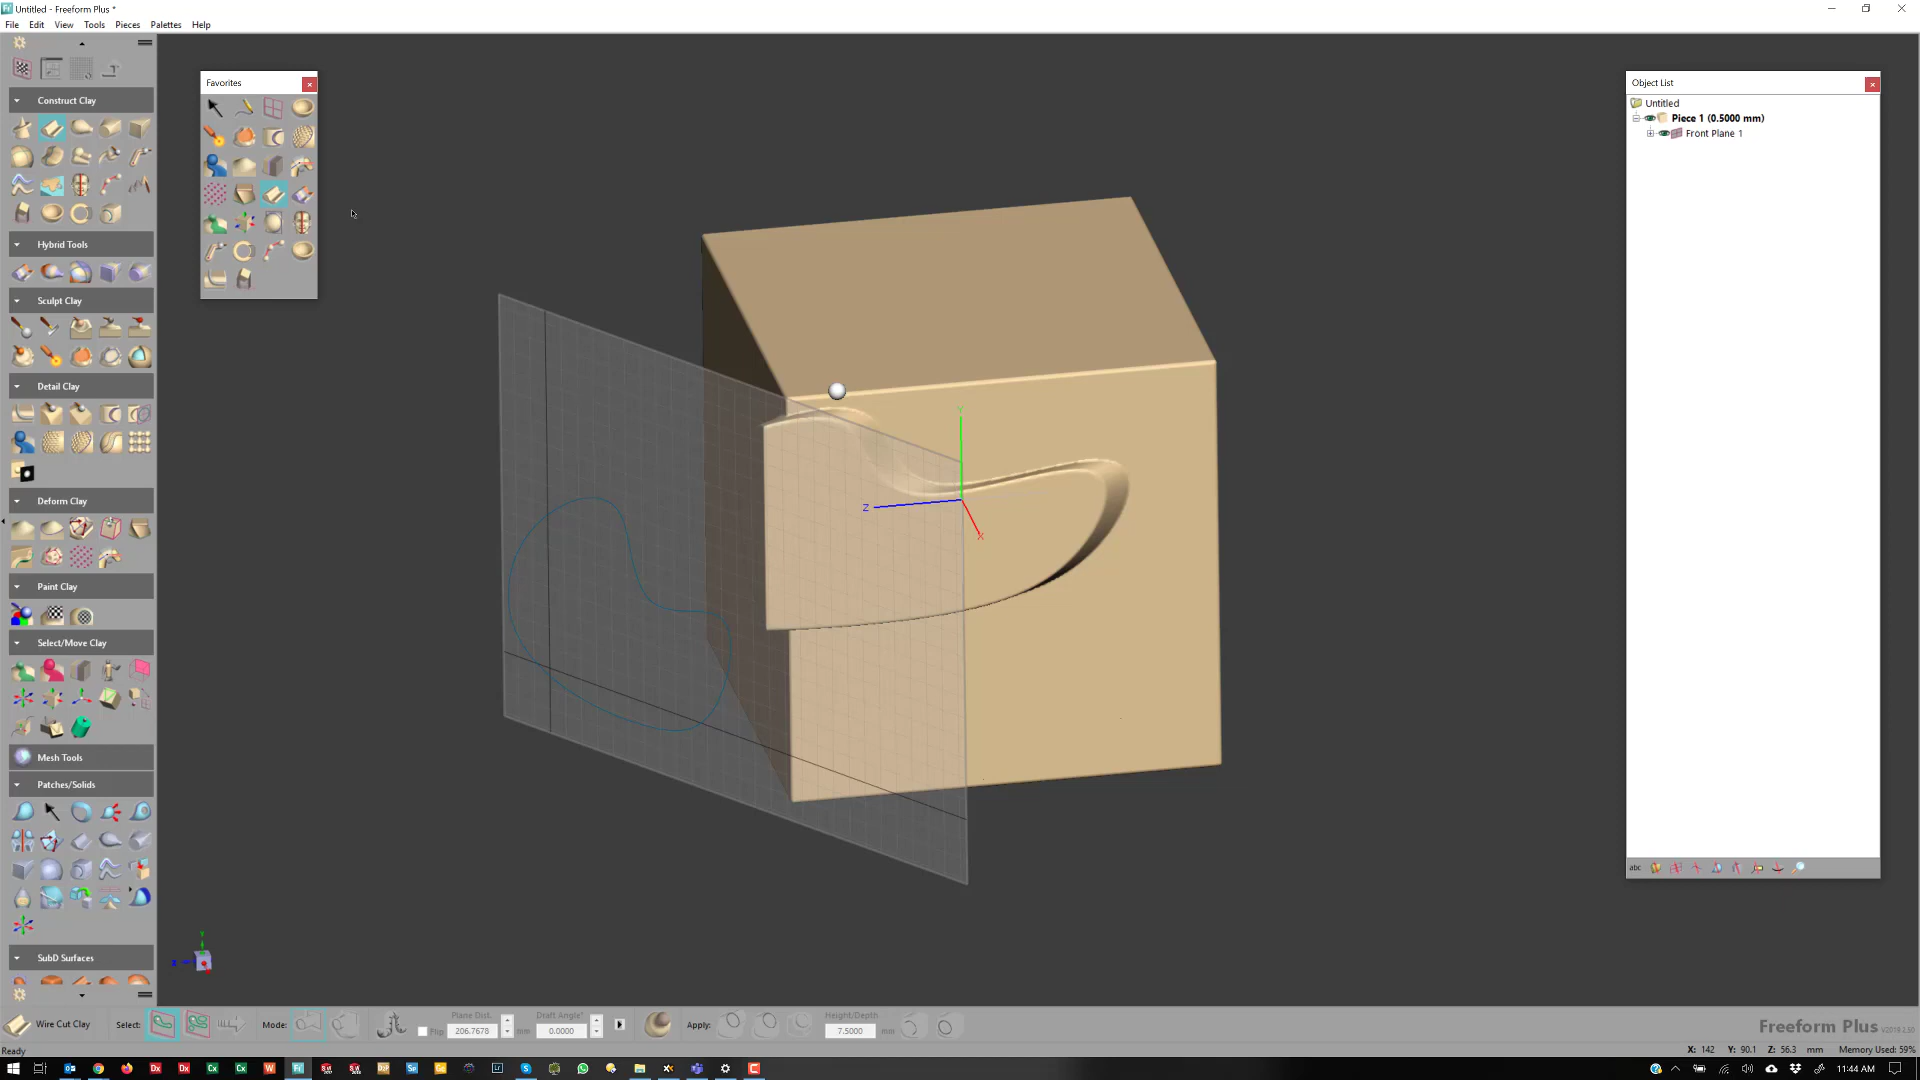 Untitled - Freeform Plus *
File Edit View Tools Pieces Palettes Help
Construct Clay
Hybrid Tools
Sculpt Clay
Detail Clay
Deform Clay
Paint Clay
Select/Move Clay
Mesh Tools
Patches/Solids
SubD Surfaces
Favorites
Y
Z
X
Y
Z
Object List
Untitled
Piece 1 (0.5000 mm)
Front Plane 1
abc
Wire Cut Clay
Select:
Mode:
Flip
Plane Dist.
206.7678 mm
Draft Angle°
0.0000
Apply:
Height/Depth
7.5000 mm
Freeform Plus V2019.2.50
Ready
X: 142 Y: 90.1 Z: 56.3 mm Memory Used: 59%
11:44 AM